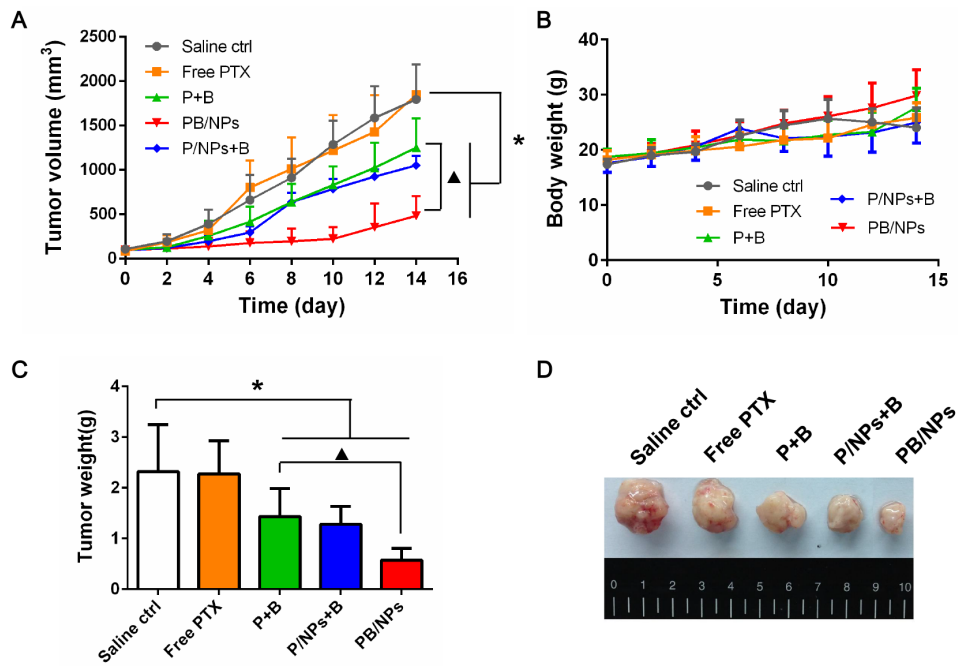 A
Tumor volume (mm³)
2500
2000
1500
1000
500
0
0 2 4 6 8 10 12 14 16
Time (day)
Saline ctrl
Free PTX
P+B
PB/NPs
P/NPs+B
▲
*
B
Body weight (g)
40
30
20
10
0
0 5 10 15
Time (day)
Saline ctrl
Free PTX
P+B
P/NPs+B
PB/NPs
C
Tumor weight(g)
4
3
2
1
0
*
▲
Saline ctrl
Free PTX
P+B
P/NPs+B
PB/NPs
D
Saline ctrl
Free PTX
P+B
P/NPs+B
PB/NPs
0 1 2 3 4 5 6 7 8 9 10